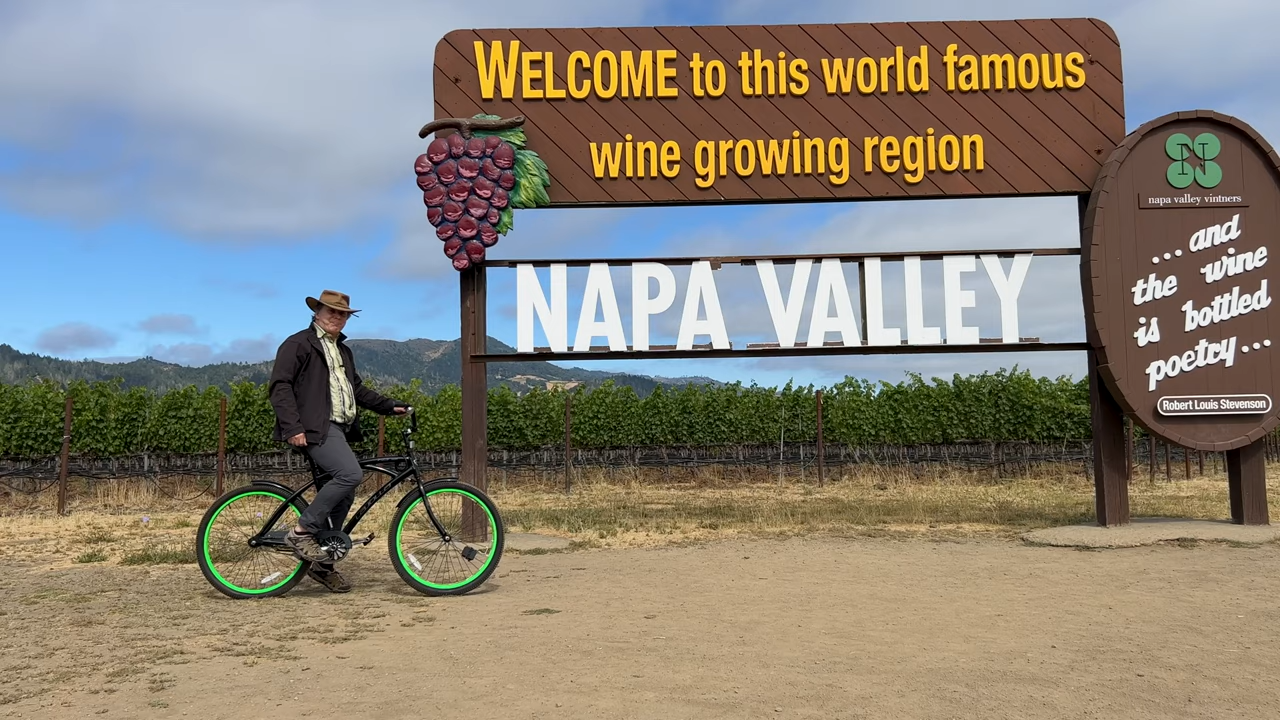 WELCOME to this world famous
wine growing region
NAPA VALLEY
N
napa valley vintners
...and
the wine
is bottled
poetry...
Robert Louis Stevenson